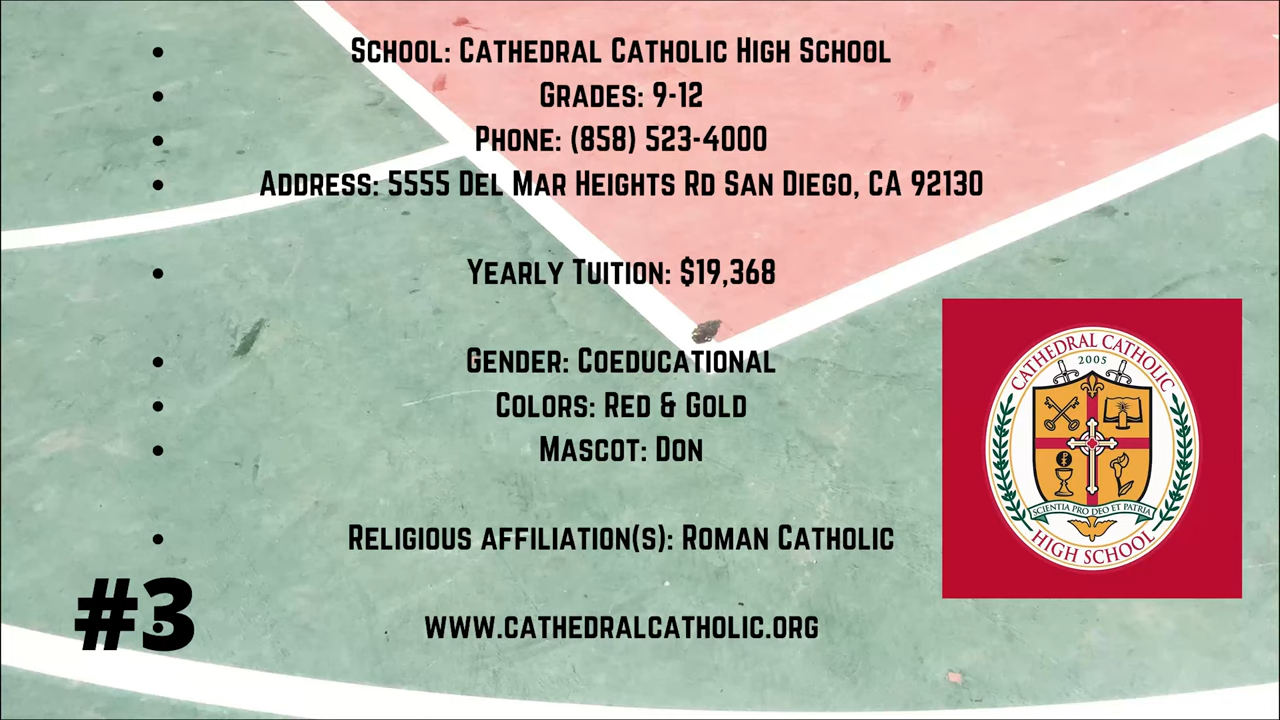 School: Cathedral Catholic High School
Grades: 9-12
Phone: (858) 523-4000
Address: 5555 Del Mar Heights Rd San Diego, CA 92130
Yearly Tuition: $19,368
Gender: Coeducational
Colors: Red & Gold
Mascot: Don
Religious affiliation(s): Roman Catholic
www.cathedralcatholic.org
#3
CATHEDRAL CATHOLIC
2005
SCIENTIA PRO DEO ET PATRIA
HIGH SCHOOL